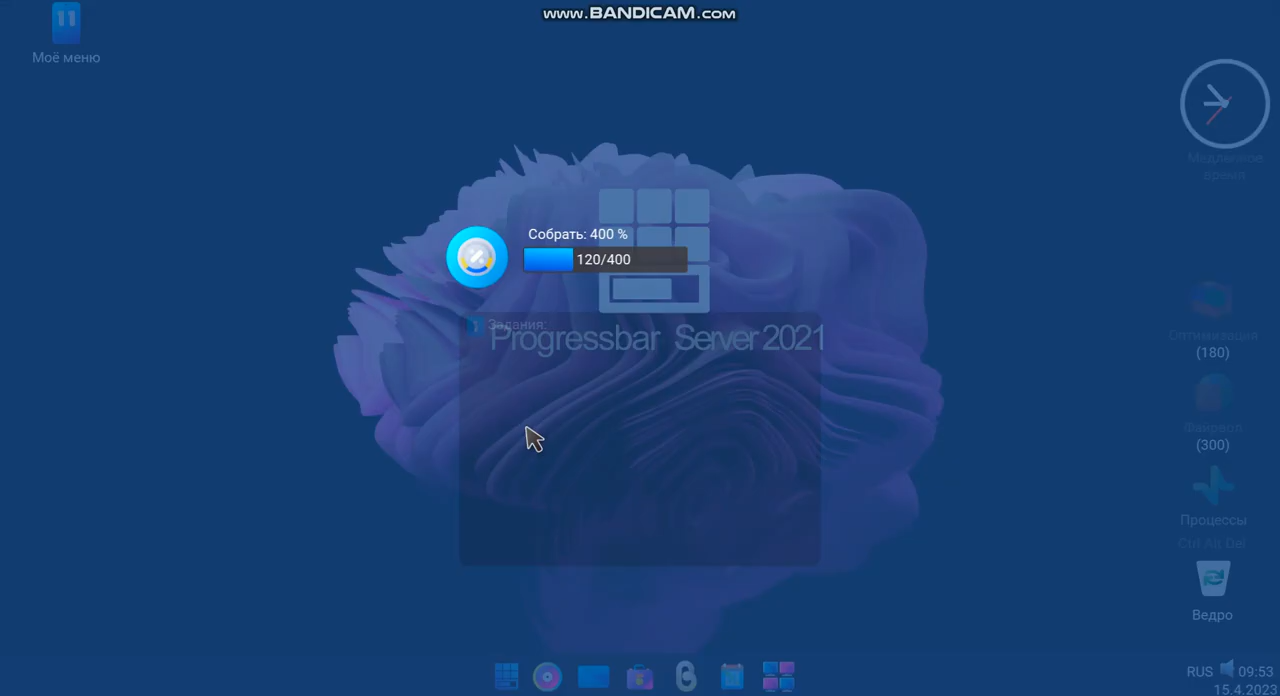 www.BANDICAM.com
11
Моё меню
Медленное
время
Собрать: 400 %
120/400
Задания:
Progressbar Server 2021
Оптимизация
(180)
Файрвол
(300)
Процессы
Ctrl Alt Del
Ведро
RUS 09:53
15.4.2023